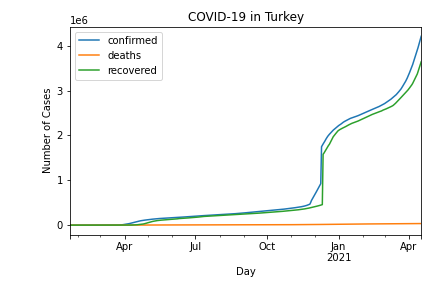 COVID-19 in Turkey
1e6
confirmed
deaths
recovered
4
3
2
1
0
Number of Cases
Apr Jul Oct Jan Apr
2021
Day